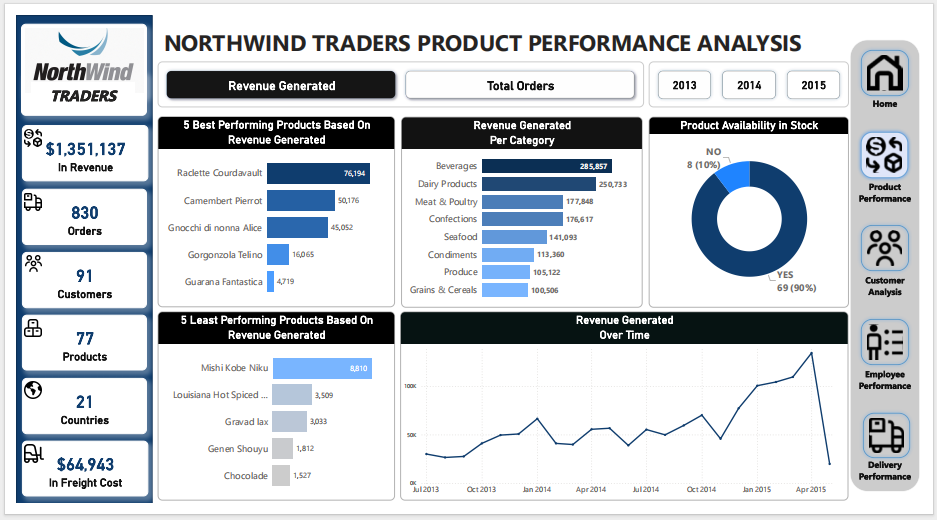 NorthWind
TRADERS
NORTHWIND TRADERS PRODUCT PERFORMANCE ANALYSIS
Revenue Generated
Total Orders
2013
2014
2015
$1,351,137
In Revenue
830
Orders
91
Customers
77
Products
21
Countries
$64,943
In Freight Cost
5 Best Performing Products Based On
Revenue Generated
Raclette Courdavault 76,194
Camembert Pierrot 50,176
Gnocchi di nonna Alice 45,052
Gorgonzola Telino 16,065
Guarana Fantastica 4,719
Revenue Generated
Per Category
Beverages 285,857
Dairy Products 250,733
Meat & Poultry 177,848
Confections 176,617
Seafood 141,093
Condiments 113,360
Produce 105,122
Grains & Cereals 100,506
Product Availability in Stock
NO
8 (10%)
YES
69 (90%)
5 Least Performing Products Based On
Revenue Generated
Mishi Kobe Niku 8,810
Louisiana Hot Spiced ... 3,509
Gravad lax 3,033
Genen Shouyu 1,812
Chocolade 1,527
Revenue Generated
Over Time
100K
50K
0K
Jul 2013 Oct 2013 Jan 2014 Apr 2014 Jul 2014 Oct 2014 Jan 2015 Apr 2015
Home
Product
Performance
Customer
Analysis
Employee
Performance
Delivery
Performance